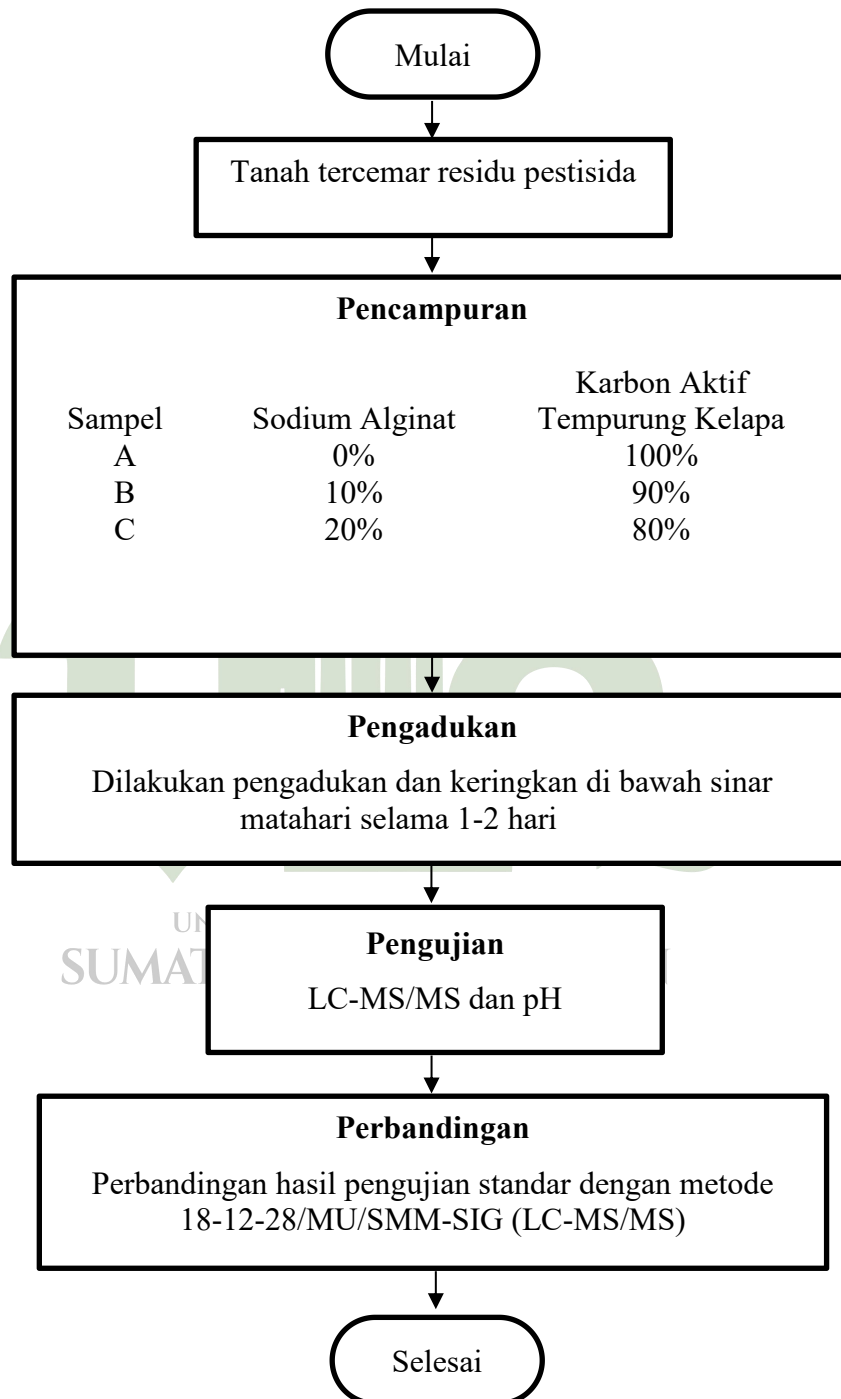 Mulai
Tanah tercemar residu pestisida
Pencampuran
Karbon Aktif
Sampel Sodium Alginat Tempurung Kelapa
A 0% 100%
B 10% 90%
C 20% 80%
Pengadukan
Dilakukan pengadukan dan keringkan di bawah sinar
matahari selama 1-2 hari
Pengujian
LC-MS/MS dan pH
Perbandingan
Perbandingan hasil pengujian standar dengan metode
18-12-28/MU/SMM-SIG (LC-MS/MS)
Selesai